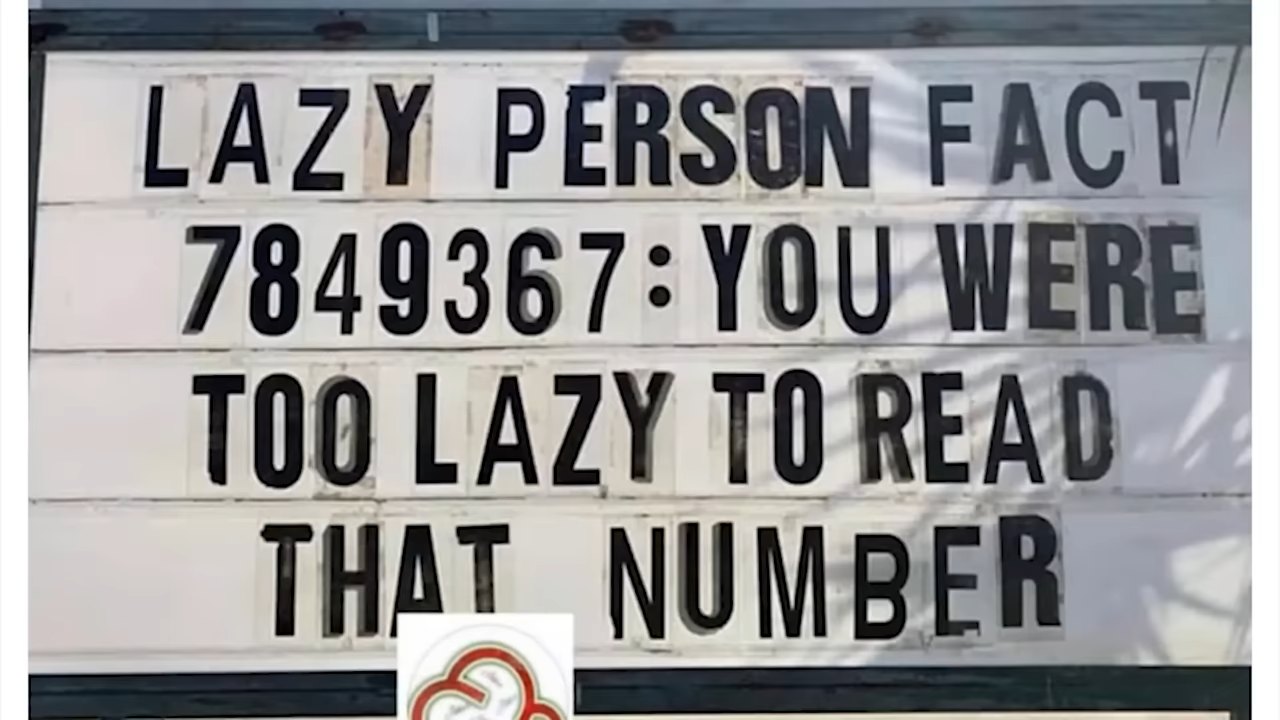 LAZY PERSON FACT
7849367: YOU WERE
TOO LAZY TO READ
THAT NUMBER